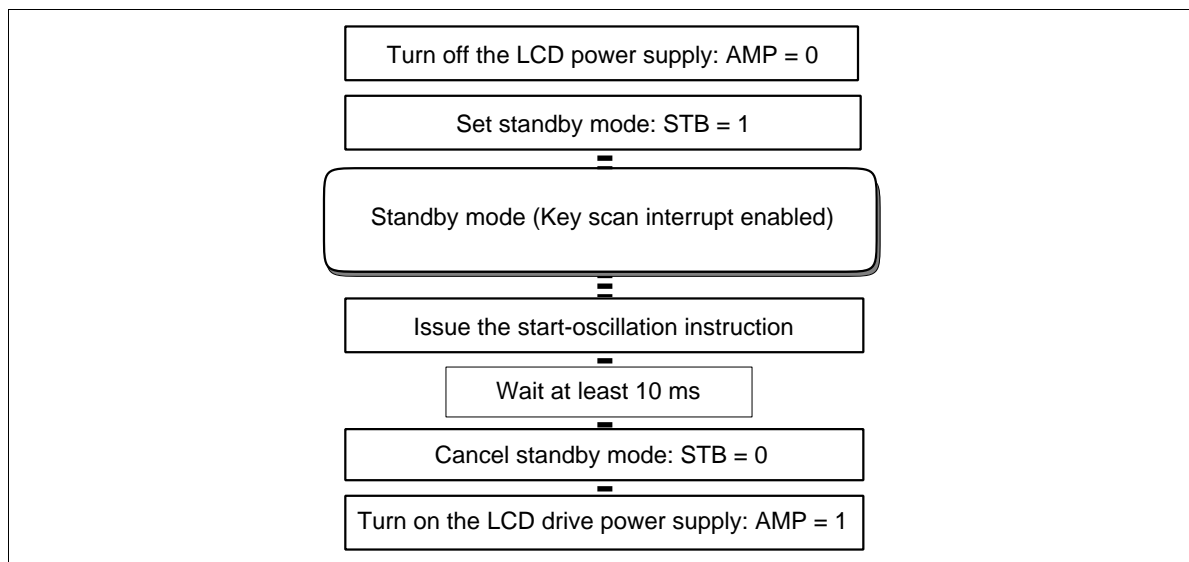 Turn off the LCD power supply: AMP = 0
Set standby mode: STB = 1
Standby mode (Key scan interrupt enabled)
Issue the start-oscillation instruction
Wait at least 10 ms
Cancel standby mode: STB = 0
Turn on the LCD drive power supply: AMP = 1